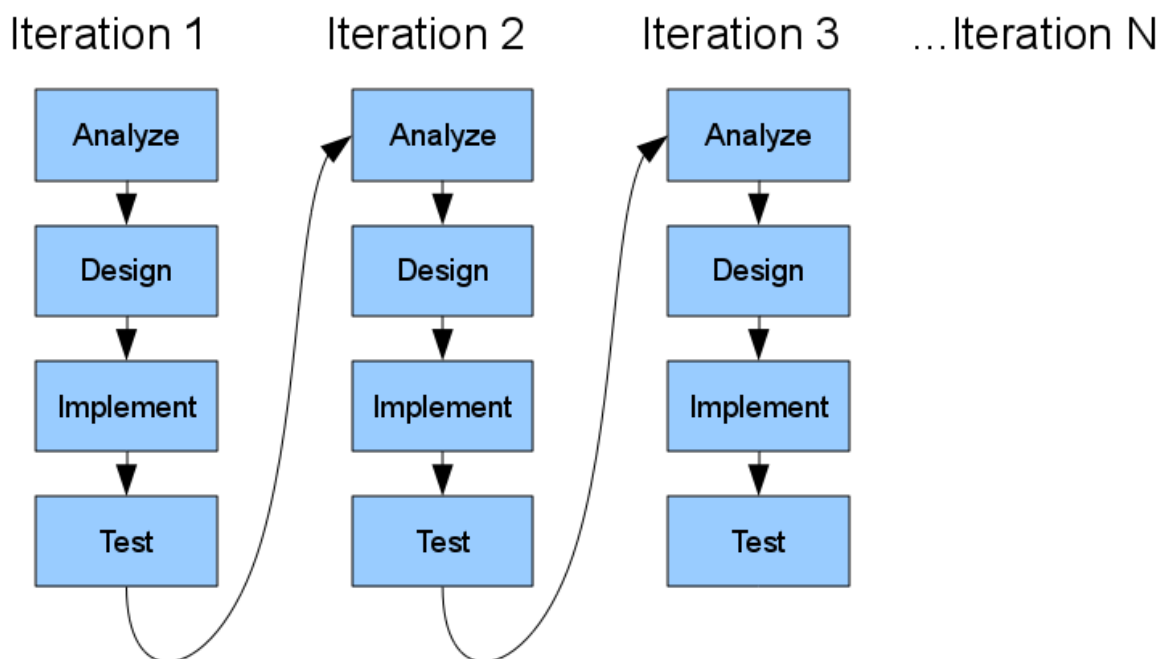 Iteration 1
Iteration 2
Iteration 3
...Iteration N
Analyze
Analyze
Analyze
Design
Design
Design
Implement
Implement
Implement
Test
Test
Test